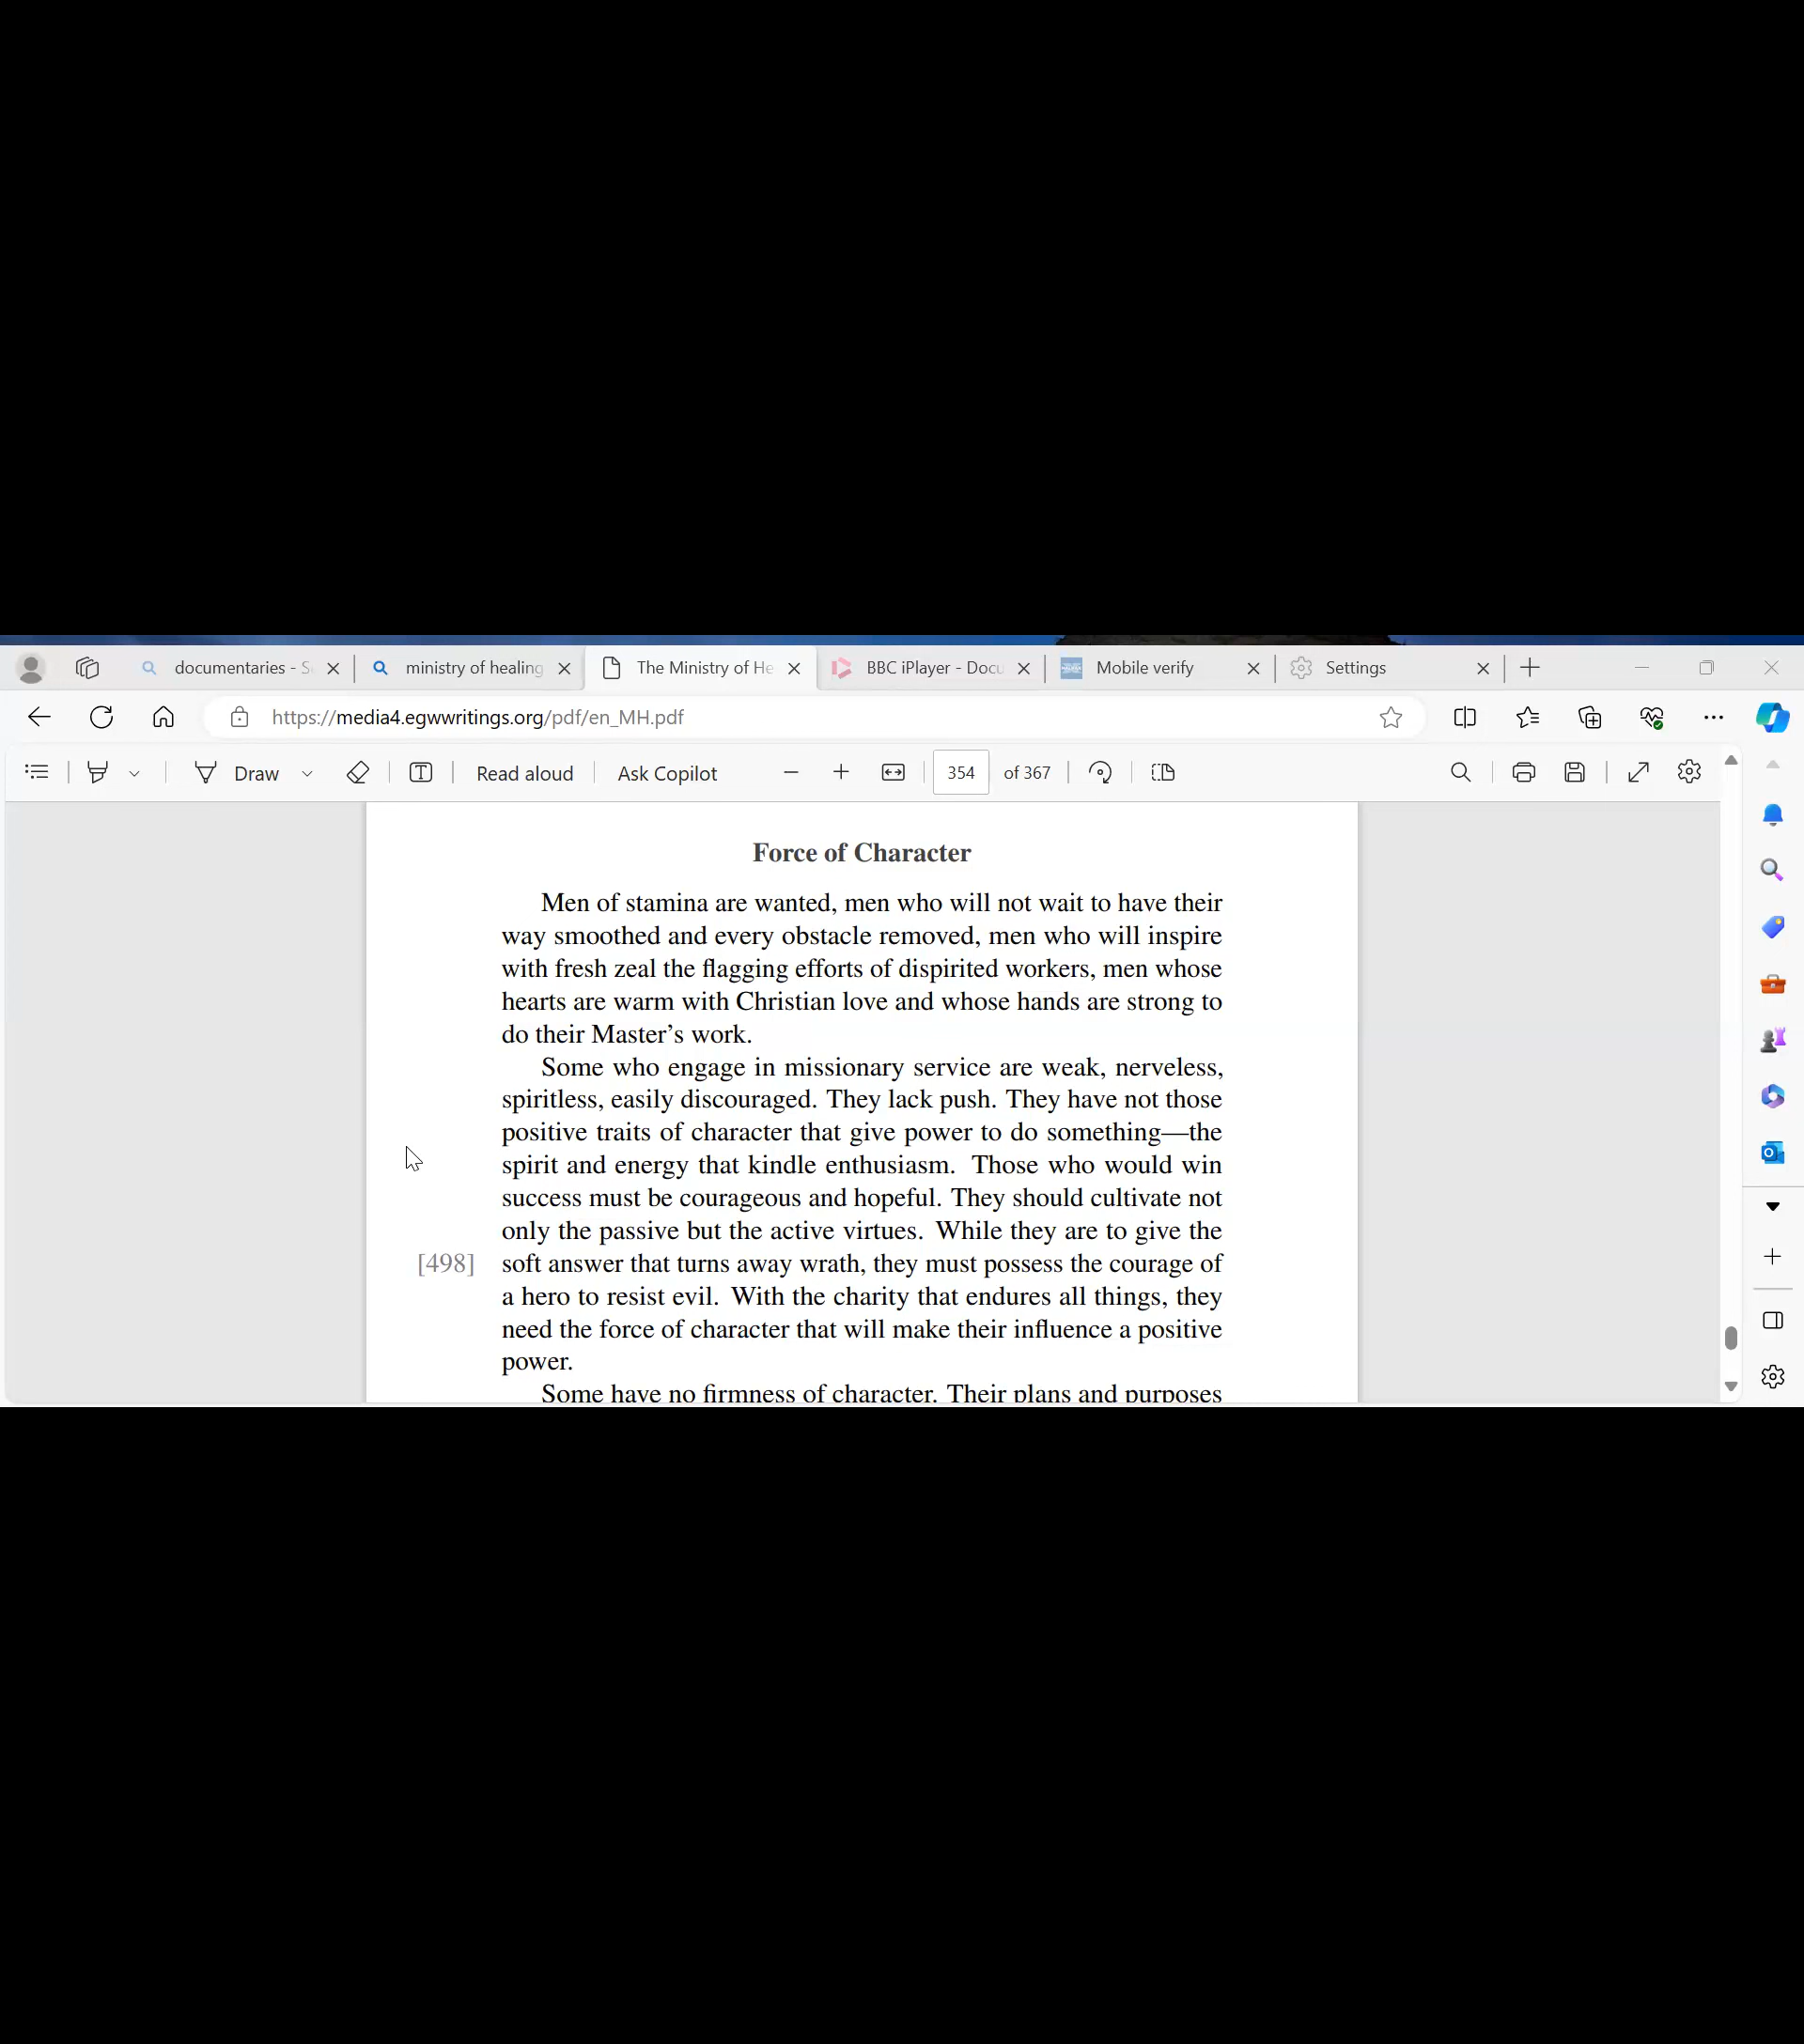 documentaries - S
ministry of healing
The Ministry of He
BBC iPlayer - Docu
Mobile verify
Settings
https://media4.egwwritings.org/pdf/en_MH.pdf
Draw
Read aloud
Ask Copilot
354
of 367
Force of Character
Men of stamina are wanted, men who will not wait to have their
way smoothed and every obstacle removed, men who will inspire
with fresh zeal the flagging efforts of dispirited workers, men whose
hearts are warm with Christian love and whose hands are strong to
do their Master’s work.
Some who engage in missionary service are weak, nerveless,
spiritless, easily discouraged. They lack push. They have not those
positive traits of character that give power to do something—the
spirit and energy that kindle enthusiasm. Those who would win
success must be courageous and hopeful. They should cultivate not
only the passive but the active virtues. While they are to give the
[498] soft answer that turns away wrath, they must possess the courage of
a hero to resist evil. With the charity that endures all things, they
need the force of character that will make their influence a positive
power.
Some have no firmness of character. Their plans and purposes